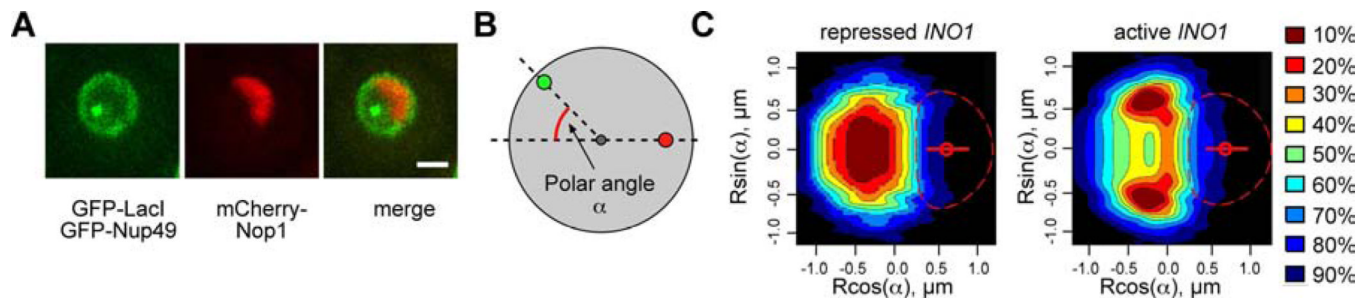 A
GFP-LacI
GFP-Nup49
mCherry-
Nop1
merge
B
Polar angle
α
C
repressed INO1
active INO1
Rsin(α), µm
1.0
0.5
0.0
-0.5
-1.0
-1.0 -0.5 0.0 0.5 1.0
Rcos(α), µm
Rsin(α), µm
1.0
0.5
0.0
-0.5
-1.0
-1.0 -0.5 0.0 0.5 1.0
Rcos(α), µm
10%
20%
30%
40%
50%
60%
70%
80%
90%